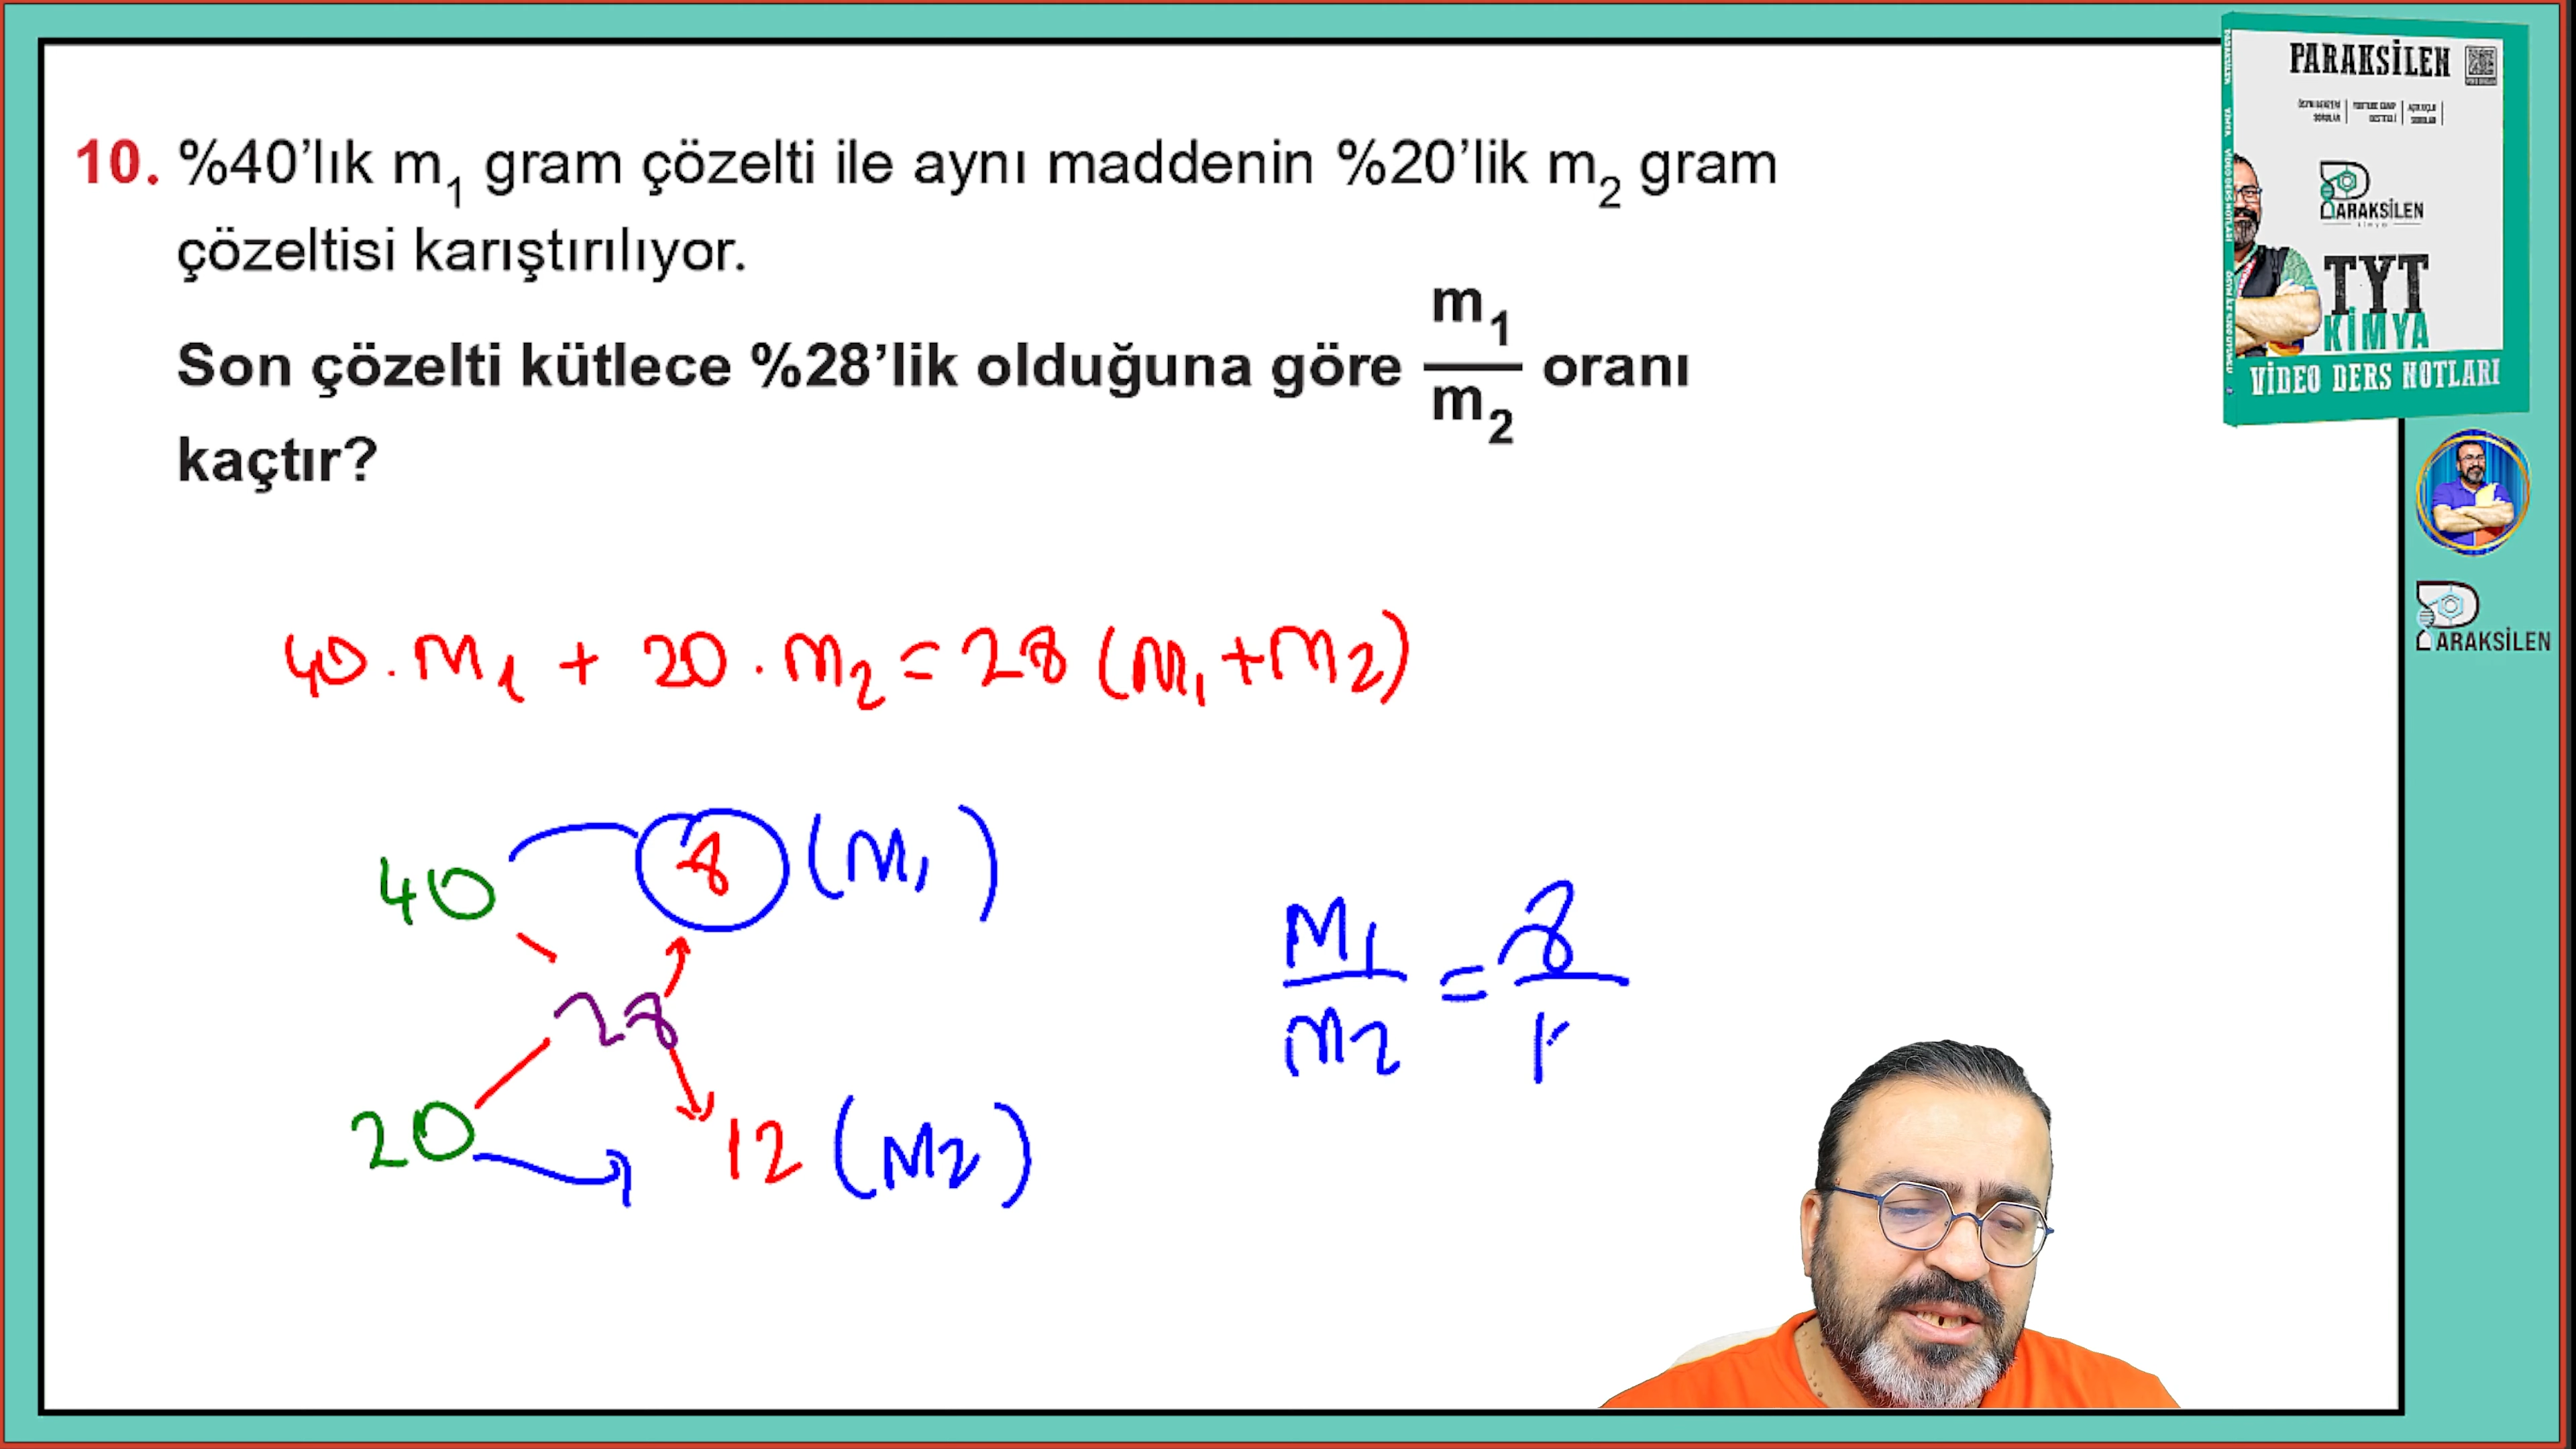 10. %40'lık m₁ gram çözelti ile aynı maddenin %20'lik m₂ gram
çözeltisi karıştırılıyor.
Son çözelti kütlece %28'lik olduğuna göre m₁/m₂ oranı
kaçtır?
40 . m₁ + 20 . m₂ = 28 (m₁ + m₂)
40
8 (m₁)
28
20
12 (m₂)
m₁/m₂ = 8/1
PARAKSİLEN
PARAKSİLEN
TYT
KİMYA
VİDEO DERS NOTLARI
PARAKSİLEN